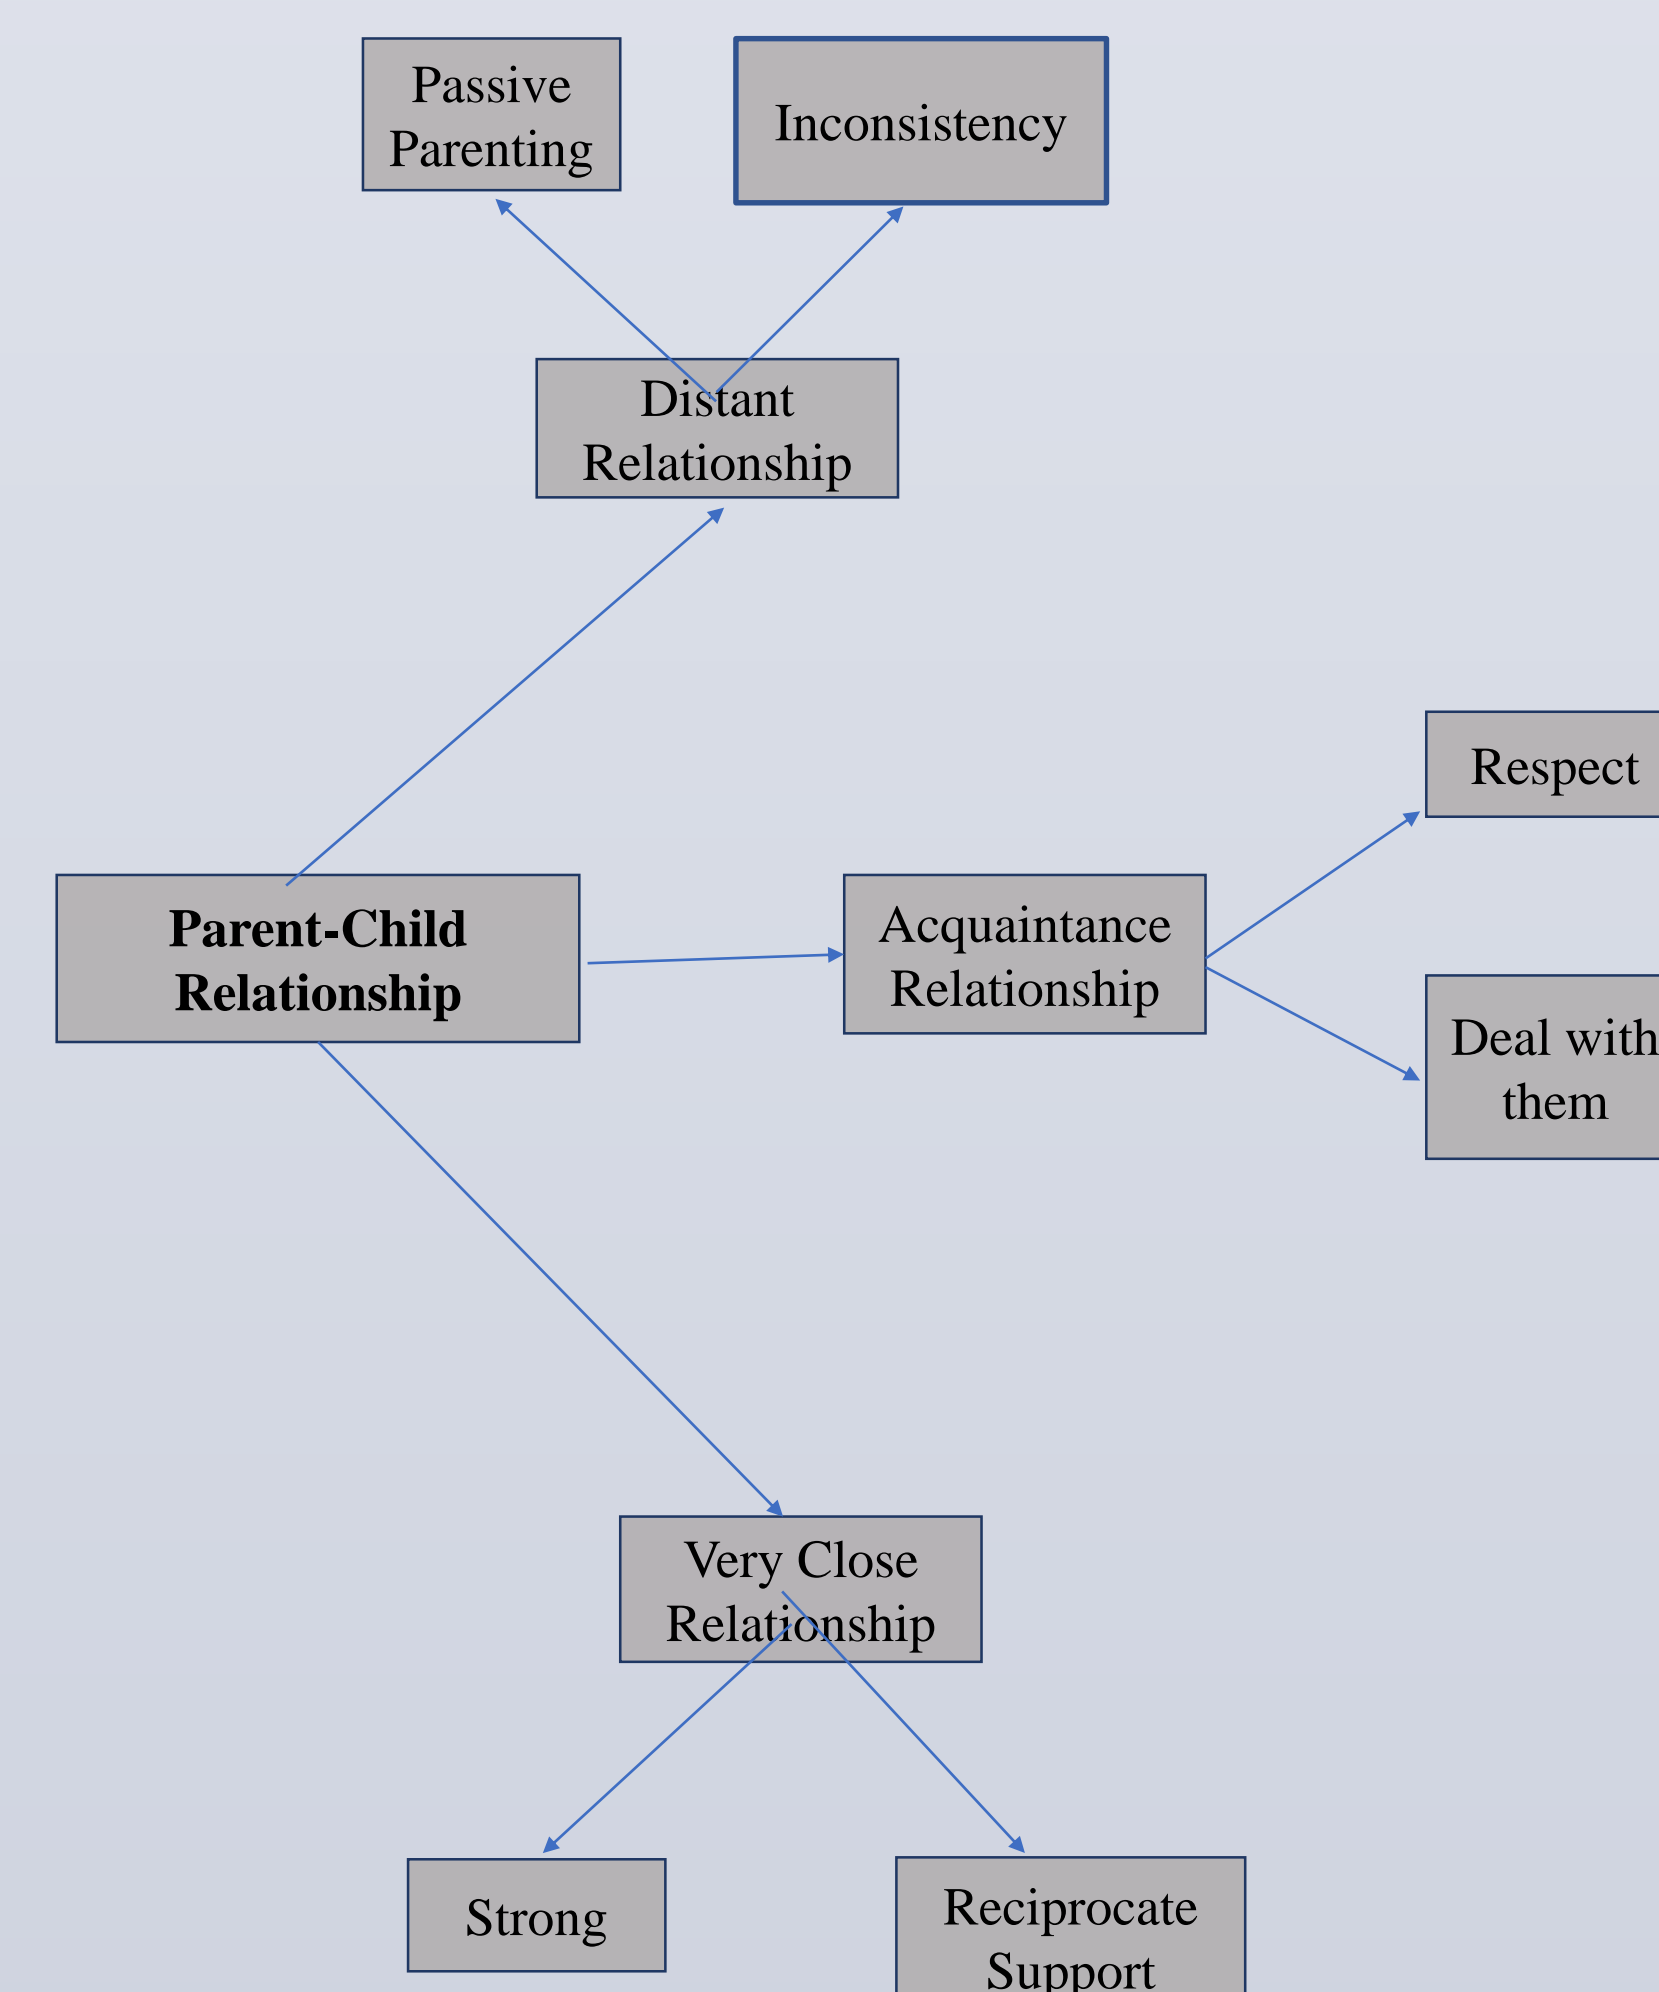 Passive
Parenting
Inconsistency
Distant
Relationship
Respect
Parent-Child
Relationship
Acquaintance
Relationship
Deal with
them
Very Close
Relationship
Strong
Reciprocate
Support